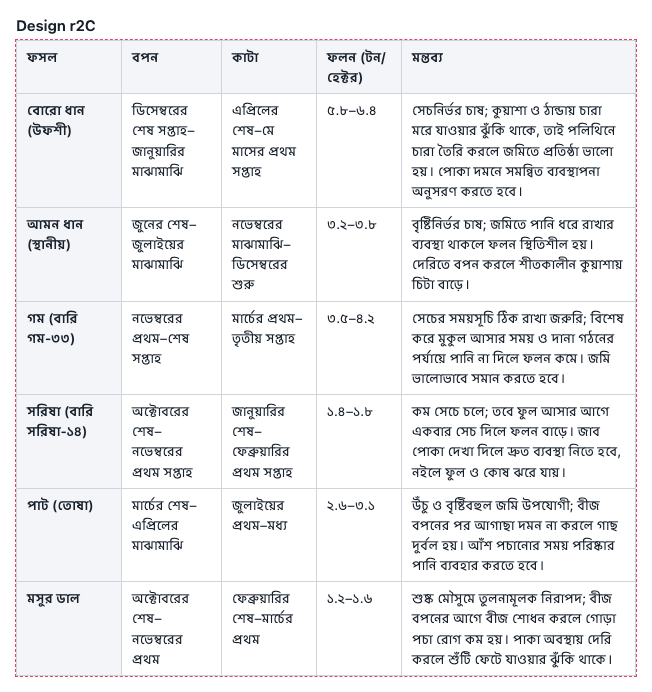 Design r2C
ফসল
বপন
কাটা
ফলন (টন/
হেক্টর)
মন্তব্য
বোরো ধান
(উফশী)
ডিসেম্বরের
শেষ সপ্তাহ–
জানুয়ারির
মাঝামাঝি
এপ্রিলের
শেষ–মে
মাসের প্রথম
সপ্তাহ
৫.৮–৬.৪
সেচনির্ভর চাষ; কুয়াশা ও ঠান্ডায় চারা
মরে যাওয়ার ঝুঁকি থাকে, তাই পলিথিনে
চারা তৈরি করলে জমিতে প্রতিষ্ঠা ভালো
হয়। পোকা দমনে সমন্বিত ব্যবস্থাপনা
অনুসরণ করতে হবে।
আমন ধান
(স্থানীয়)
জুনের শেষ–
জুলাইয়ের
মাঝামাঝি
নভেম্বরের
মাঝামাঝি–
ডিসেম্বরের
শুরু
৩.২–৩.৮
বৃষ্টিনির্ভর চাষ; জমিতে পানি ধরে রাখার
ব্যবস্থা থাকলে ফলন স্থিতিশীল হয়।
দেরিতে বপন করলে শীতকালীন কুয়াশায়
চিটা বাড়ে।
গম (বারি
গম-৩৩)
নভেম্বরের
প্রথম–শেষ
সপ্তাহ
মার্চের প্রথম–
তৃতীয় সপ্তাহ
৩.৫–৪.২
সেচের সময়সূচি ঠিক রাখা জরুরি; বিশেষ
করে মুকুল আসার সময় ও দানা গঠনের
পর্যায়ে পানি না দিলে ফলন কমে। জমি
ভালোভাবে সমান করতে হবে।
সরিষা (বারি
সরিষা-১৪)
অক্টোবরের
শেষ–
নভেম্বরের
প্রথম সপ্তাহ
জানুয়ারির
শেষ–
ফেব্রুয়ারির
প্রথম সপ্তাহ
১.৪–১.৮
কম সেচে চলে; তবে ফুল আসার আগে
একবার সেচ দিলে ফলন বাড়ে। জাব
পোকা দেখা দিলে দ্রুত ব্যবস্থা নিতে হবে,
নইলে ফুল ও কোষ ঝরে যায়।
পাট (তোষা)
মার্চের শেষ–
এপ্রিলের
মাঝামাঝি
জুলাইয়ের
প্রথম–মধ্য
২.৬–৩.১
উঁচু ও বৃষ্টিবহুল জমি উপযোগী; বীজ
বপনের পর আগাছা দমন না করলে গাছ
দুর্বল হয়। আঁশ পচানোর সময় পরিষ্কার
পানি ব্যবহার করতে হবে।
মসুর ডাল
অক্টোবরের
শেষ–
নভেম্বরের
প্রথম
ফেব্রুয়ারির
শেষ–মার্চের
প্রথম
১.২–১.৬
শুষ্ক মৌসুমে তুলনামূলক নিরাপদ; বীজ
বপনের আগে বীজ শোধন করলে গোড়া
পচা রোগ কম হয়। পাকা অবস্থায় দেরি
করলে শুঁটি ফেটে যাওয়ার ঝুঁকি থাকে।